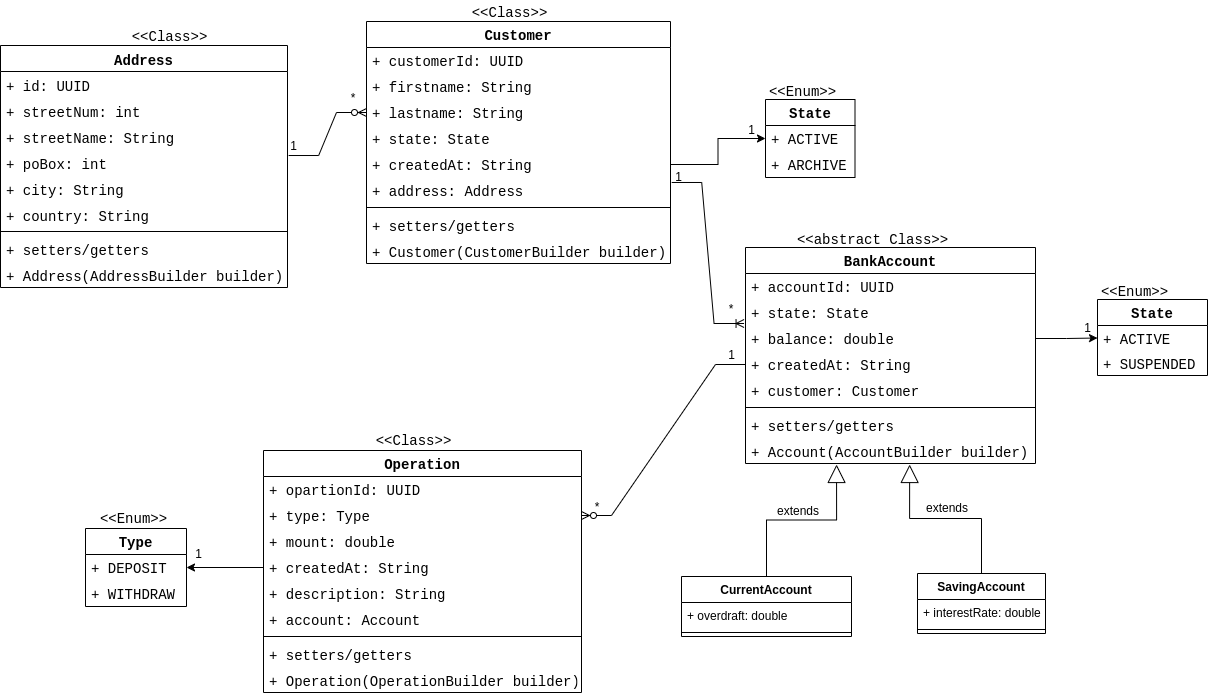 <<Class>>
Address
+ id: UUID
+ streetNum: int
+ streetName: String
+ poBox: int
+ city: String
+ country: String
+ setters/getters
+ Address(AddressBuilder builder)
1
*
<<Class>>
Customer
+ customerId: UUID
+ firstname: String
+ lastname: String
+ state: State
+ createdAt: String
+ address: Address
+ setters/getters
+ Customer(CustomerBuilder builder)
1
<<Enum>>
State
+ ACTIVE
+ ARCHIVE
1
*
<<abstract Class>>
BankAccount
+ accountId: UUID
+ state: State
+ balance: double
+ createdAt: String
+ customer: Customer
+ setters/getters
+ Account(AccountBuilder builder)
1
<<Enum>>
State
+ ACTIVE
+ SUSPENDED
1
*
<<Class>>
Operation
+ opartionId: UUID
+ type: Type
+ mount: double
+ createdAt: String
+ description: String
+ account: Account
+ setters/getters
+ Operation(OperationBuilder builder)
1
<<Enum>>
Type
+ DEPOSIT
+ WITHDRAW
extends
extends
CurrentAccount
+ overdraft: double
SavingAccount
+ interestRate: double